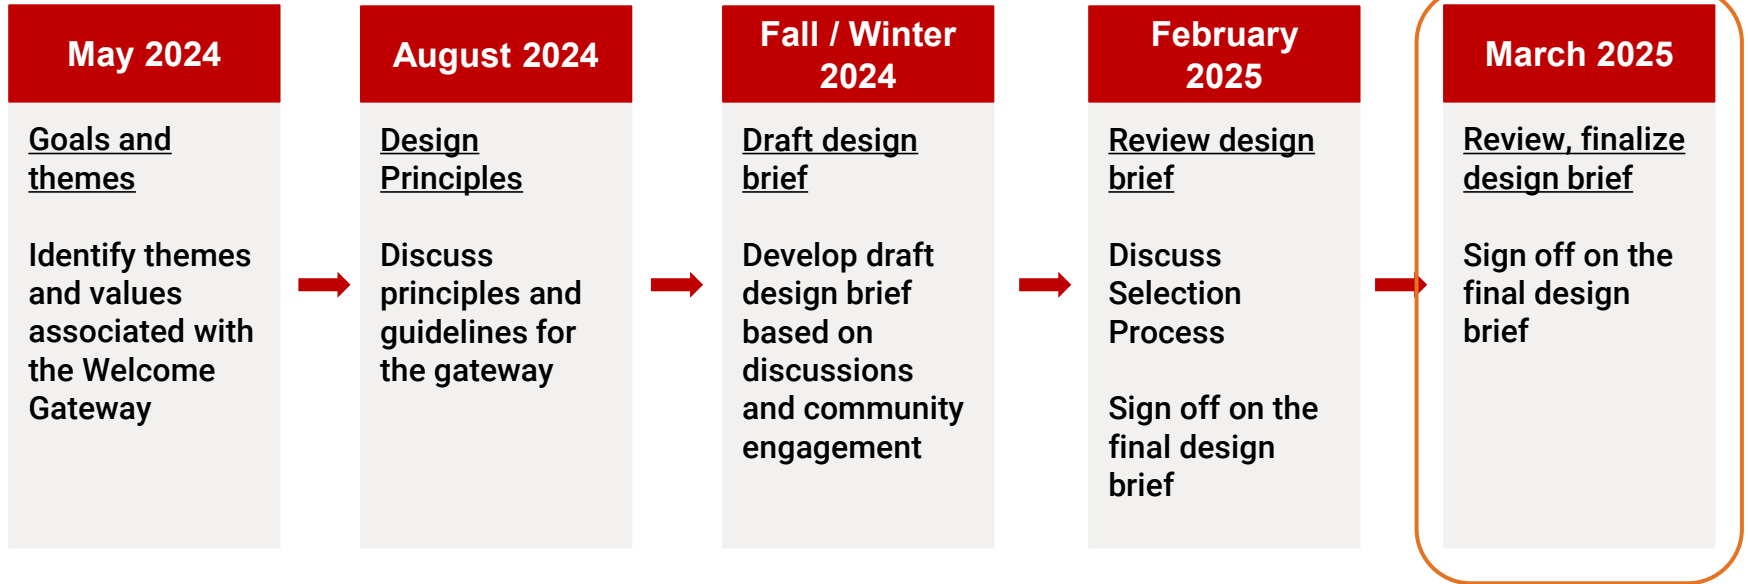 May 2024
Goals and
themes
Identify themes
and values
associated with
the Welcome
Gateway
August 2024
Design
Principles
Discuss
principles and
guidelines for
the gateway
Fall / Winter
2024
Draft design
brief
Develop draft
design brief
based on
discussions
and community
engagement
February
2025
Review design
brief
Discuss
Selection
Process
Sign off on the
final design
brief
March 2025
Review, finalize
design brief
Sign off on the
final design
brief